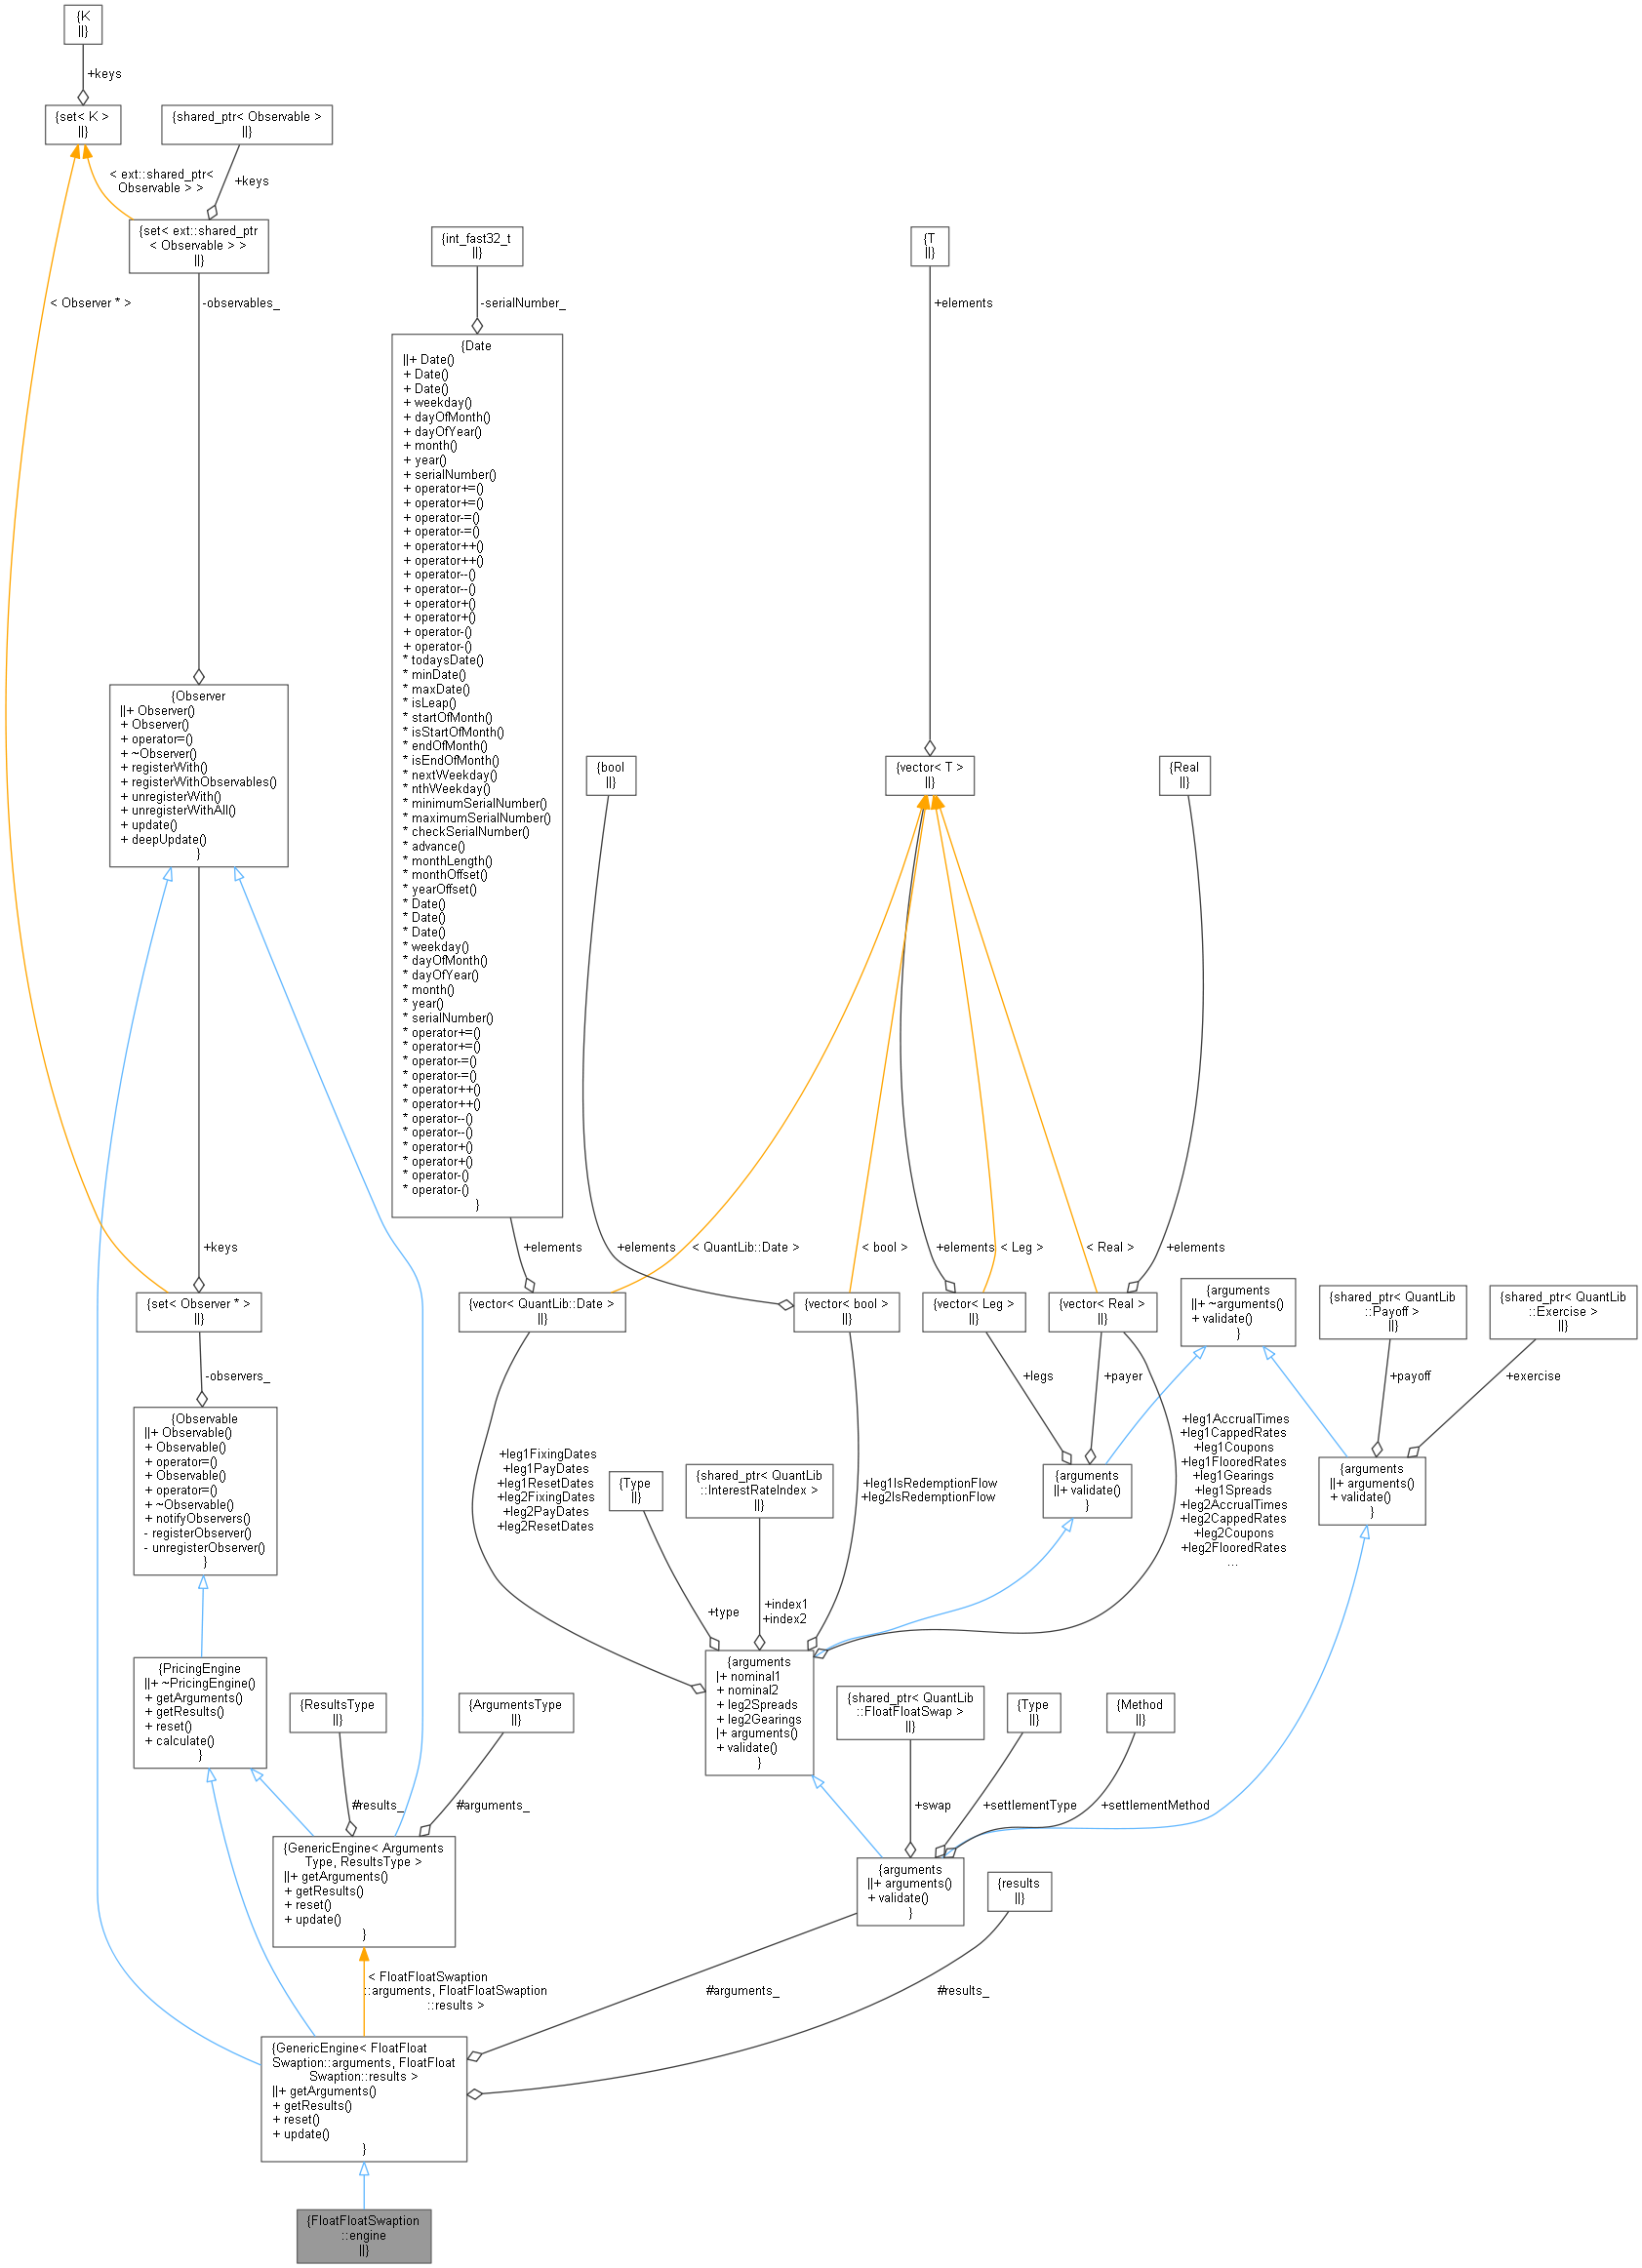 {K
||}
+keys
{set< K >
||}
{shared_ptr< Observable >
||}
< ext::shared_ptr<
Observable > >
+keys
{set< ext::shared_ptr
< Observable > >
||}
{int_fast32_t
||}
{T
||}
< Observer * >
-observables_
-serialNumber_
+elements
{Date
||+ Date()
+ Date()
+ Date()
+ weekday()
+ dayOfMonth()
+ dayOfYear()
+ month()
+ year()
+ serialNumber()
+ operator+=()
+ operator+=()
+ operator-=()
+ operator-=()
+ operator++()
+ operator++()
+ operator--()
+ operator--()
+ operator+()
+ operator+()
+ operator-()
+ operator-()
* todaysDate()
* minDate()
* maxDate()
* isLeap()
* startOfMonth()
* isStartOfMonth()
* endOfMonth()
* isEndOfMonth()
* nextWeekday()
* nthWeekday()
* minimumSerialNumber()
* maximumSerialNumber()
* checkSerialNumber()
* advance()
* monthLength()
* monthOffset()
* yearOffset()
* Date()
* Date()
* Date()
* weekday()
* dayOfMonth()
* dayOfYear()
* month()
* year()
* serialNumber()
* operator+=()
* operator+=()
* operator-=()
* operator-=()
* operator++()
* operator++()
* operator--()
* operator--()
* operator+()
* operator+()
* operator-()
* operator-()
}
{Observer
||+ Observer()
+ Observer()
+ operator=()
+ ~Observer()
+ registerWith()
+ registerWithObservables()
+ unregisterWith()
+ unregisterWithAll()
+ update()
+ deepUpdate()
}
{bool
||}
{vector< T >
||}
{Real
||}
+keys
+elements
+elements
< QuantLib::Date >
< bool >
+elements
< Leg >
< Real >
+elements
{set< Observer * >
||}
{vector< QuantLib::Date >
||}
{vector< bool >
||}
{vector< Leg >
||}
{vector< Real >
||}
{arguments
||+ ~arguments()
+ validate()
}
{shared_ptr< QuantLib
::Payoff >
||}
{shared_ptr< QuantLib
::Exercise >
||}
-observers_
+legs
+payer
+payoff
+exercise
{Observable
||+ Observable()
+ Observable()
+ operator=()
+ Observable()
+ operator=()
+ ~Observable()
+ notifyObservers()
- registerObserver()
- unregisterObserver()
}
+leg1FixingDates
+leg1PayDates
+leg1ResetDates
+leg2FixingDates
+leg2PayDates
+leg2ResetDates
{Type
||}
{shared_ptr< QuantLib
::InterestRateIndex >
||}
+leg1IsRedemptionFlow
+leg2IsRedemptionFlow
{arguments
||+ validate()
}
+leg1AccrualTimes
+leg1CappedRates
+leg1Coupons
+leg1FlooredRates
+leg1Gearings
+leg1Spreads
+leg2AccrualTimes
+leg2CappedRates
+leg2Coupons
+leg2FlooredRates
...
{arguments
||+ arguments()
+ validate()
}
+type
+index1
+index2
{PricingEngine
||+ ~PricingEngine()
+ getArguments()
+ getResults()
+ reset()
+ calculate()
}
{ResultsType
||}
{ArgumentsType
||}
{arguments
|+ nominal1
+ nominal2
+ leg2Spreads
+ leg2Gearings
|+ arguments()
+ validate()
}
{shared_ptr< QuantLib
::FloatFloatSwap >
||}
{Type
||}
{Method
||}
#results_
#arguments_
+swap
+settlementType
+settlementMethod
{GenericEngine< Arguments
Type, ResultsType >
||+ getArguments()
+ getResults()
+ reset()
+ update()
}
{arguments
||+ arguments()
+ validate()
}
{results
||}
< FloatFloatSwaption
::arguments, FloatFloatSwaption
::results >
#arguments_
#results_
{GenericEngine< FloatFloat
Swaption::arguments, FloatFloat
Swaption::results >
||+ getArguments()
+ getResults()
+ reset()
+ update()
}
{FloatFloatSwaption
::engine
||}